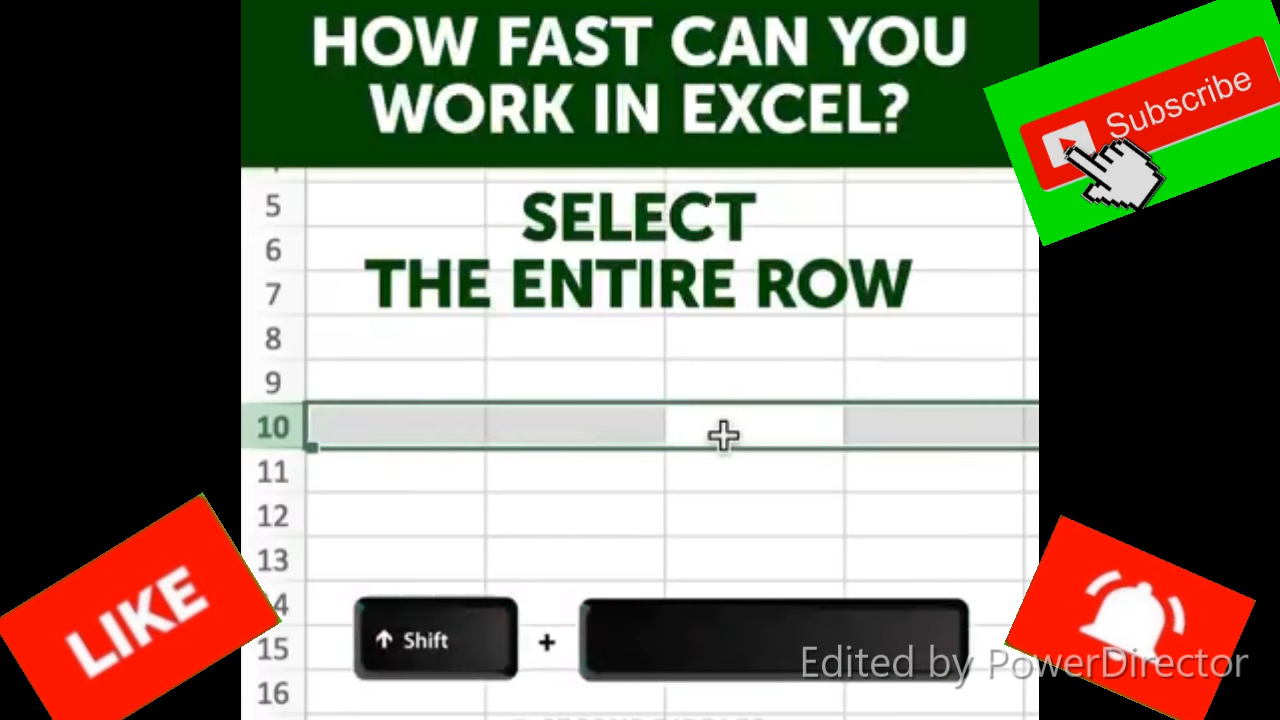 HOW FAST CAN YOU
WORK IN EXCEL?
Subscribe
SELECT
THE ENTIRE ROW
5
6
7
8
9
10
11
12
13
15
16
LIKE
Shift
+
Edited by PowerDirector